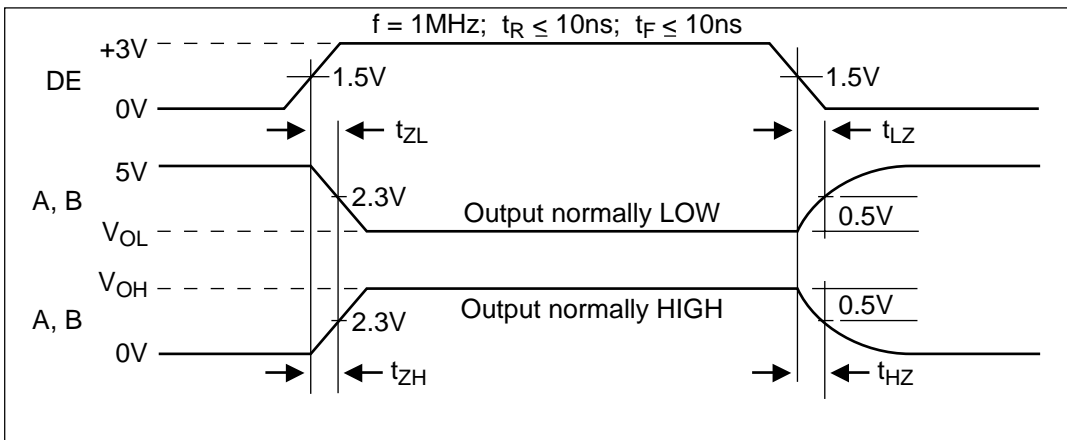 f = 1MHz; tR ≤ 10ns; tF ≤ 10ns
+3V
DE
1.5V
1.5V
0V
tZL
tLZ
5V
A, B
2.3V
Output normally LOW
0.5V
VOL
VOH
Output normally HIGH
0.5V
A, B
2.3V
0V
tZH
tHZ